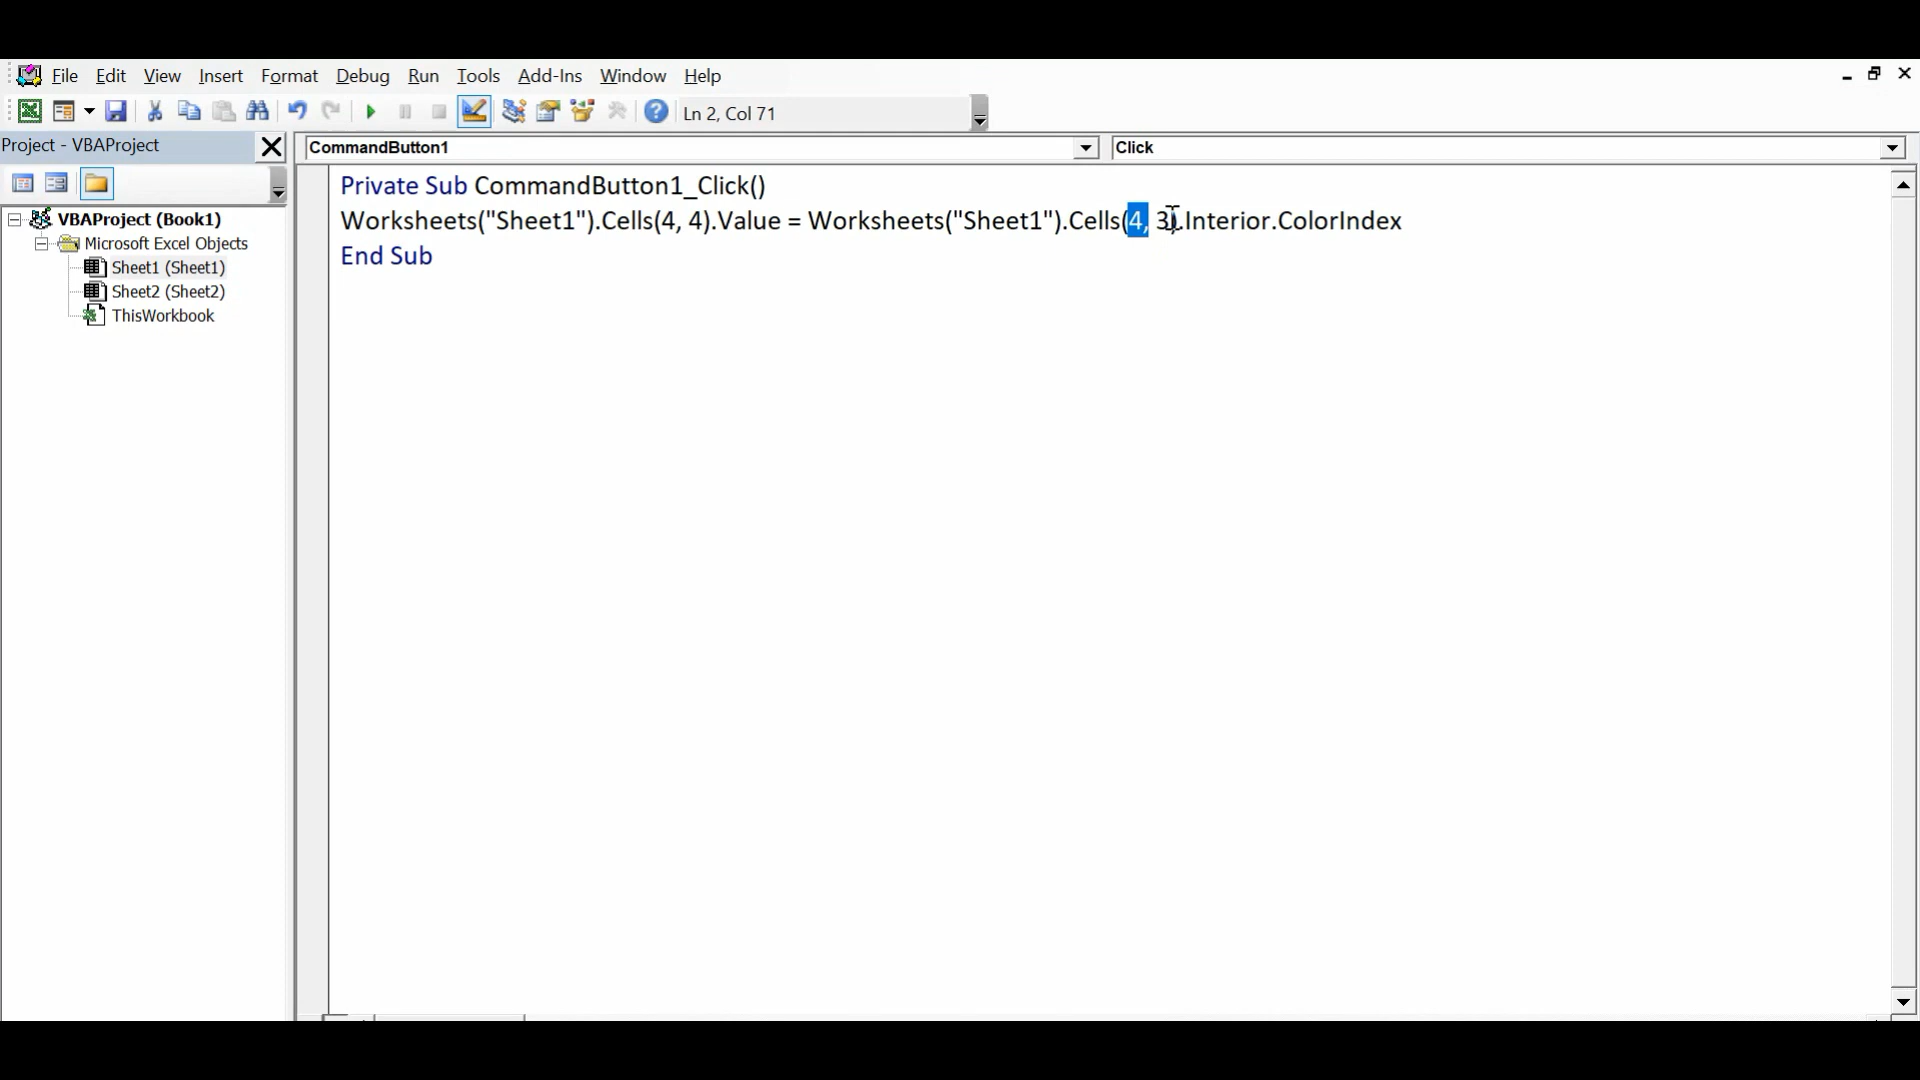 File Edit View Insert Format Debug Run Tools Add-Ins Window Help
Ln 2, Col 71
Project - VBAProject
CommandButton1
Click
VBAProject (Book1)
Microsoft Excel Objects
Sheet1 (Sheet1)
Sheet2 (Sheet2)
ThisWorkbook
Private Sub CommandButton1_Click()
Worksheets("Sheet1").Cells(4, 4).Value = Worksheets("Sheet1").Cells(4, 3).Interior.ColorIndex
End Sub